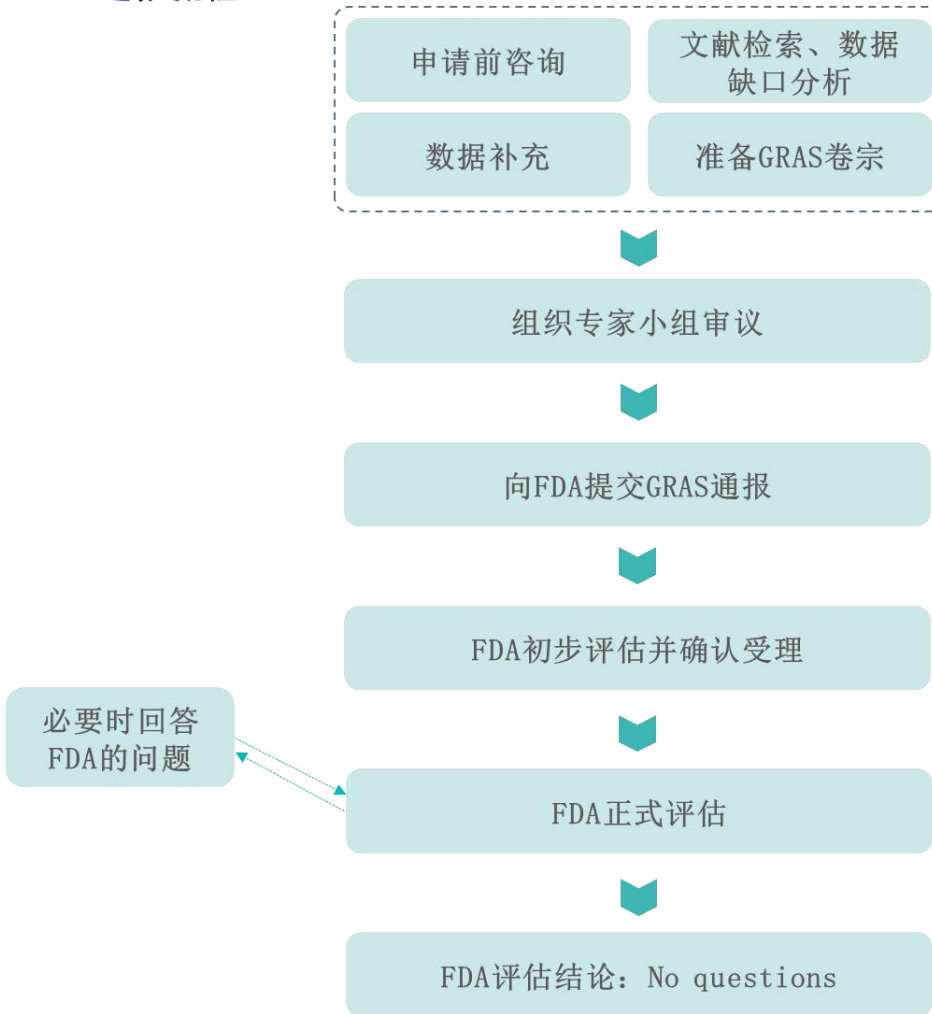 申请前咨询
文献检索、数据
缺口分析
数据补充
准备GRAS卷宗
组织专家小组审议
向FDA提交GRAS通报
FDA初步评估并确认受理
必要时回答
FDA的问题
FDA正式评估
FDA评估结论: No questions